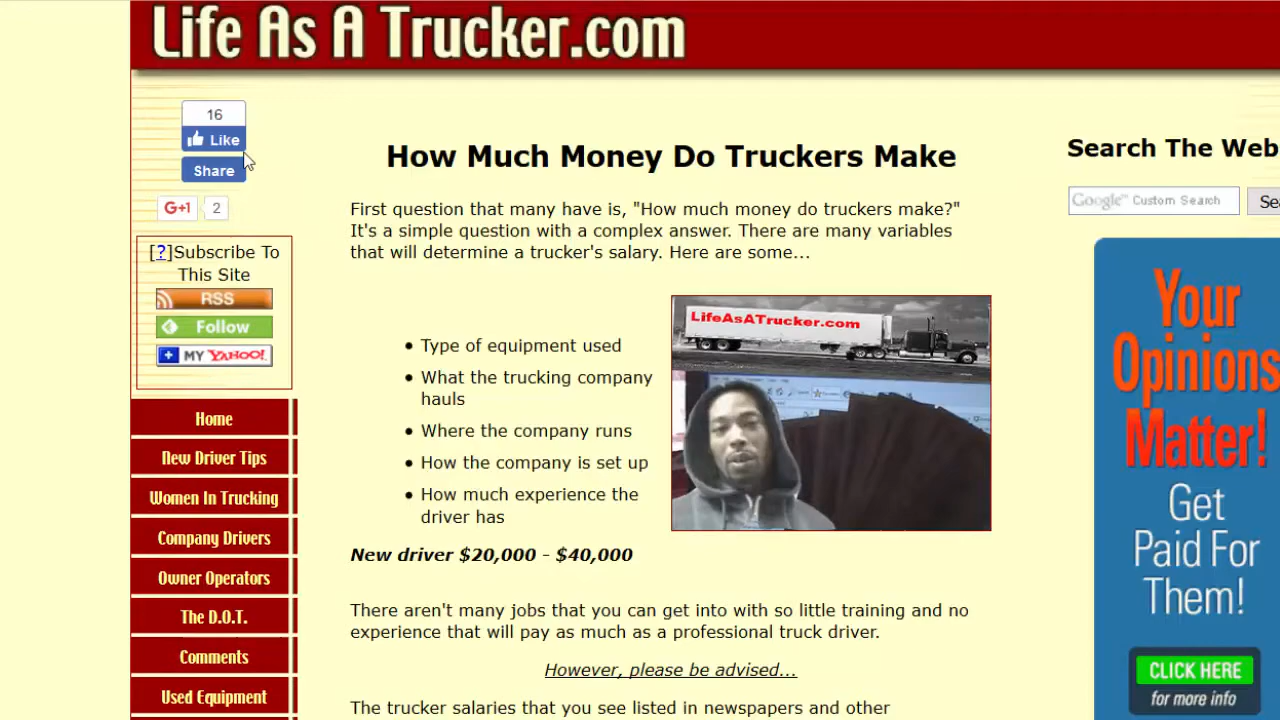 Life As A Trucker.com
16
Like
Share
G+1 2
[?]Subscribe To
This Site
RSS
Follow
MY YAHOO!
Home
New Driver Tips
Women In Trucking
Company Drivers
Owner Operators
The D.O.T.
Comments
Used Equipment
How Much Money Do Truckers Make
First question that many have is, "How much money do truckers make?"
It's a simple question with a complex answer. There are many variables
that will determine a trucker's salary. Here are some...
• Type of equipment used
• What the trucking company
hauls
• Where the company runs
• How the company is set up
• How much experience the
driver has
LifeAsATrucker.com
New driver $20,000 - $40,000
There aren't many jobs that you can get into with so little training and no
experience that will pay as much as a professional truck driver.
However, please be advised...
The trucker salaries that you see listed in newspapers and other
Search The Web
Google™ Custom Search
Sea
Your
Opinions
Matter!
Get
Paid For
Them!
CLICK HERE
for more info